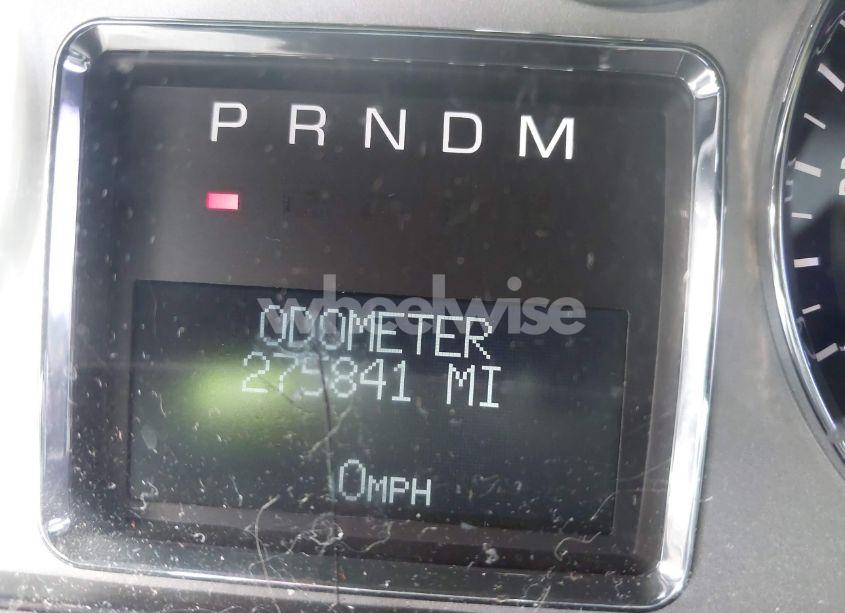 P R N D M
wheelwise
ODOMETER
275841 MI
0MPH